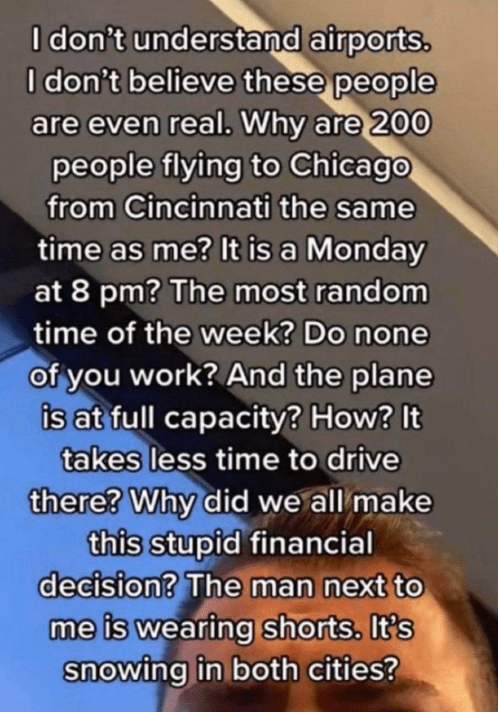 I don't understand airports.
I don't believe these people
are even real. Why are 200
people flying to Chicago
from Cincinnati the same
time as me? It is a Monday
at 8 pm? The most random
time of the week? Do none
of you work? And the plane
is at full capacity? How? It
takes less time to drive
there? Why did we all make
this stupid financial
decision? The man next to
me is wearing shorts. It's
snowing in both cities?